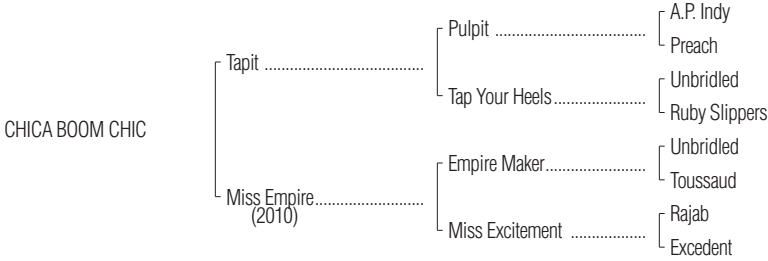 A.P. Indy
Pulpit ....................................
Preach
Tapit ......................................
Unbridled
Tap Your Heels......................
Ruby Slippers
CHICA BOOM CHIC
Unbridled
Empire Maker........................
Toussaud
Miss Empire..........................
(2010)
Rajab
Miss Excitement ..................
Excedent